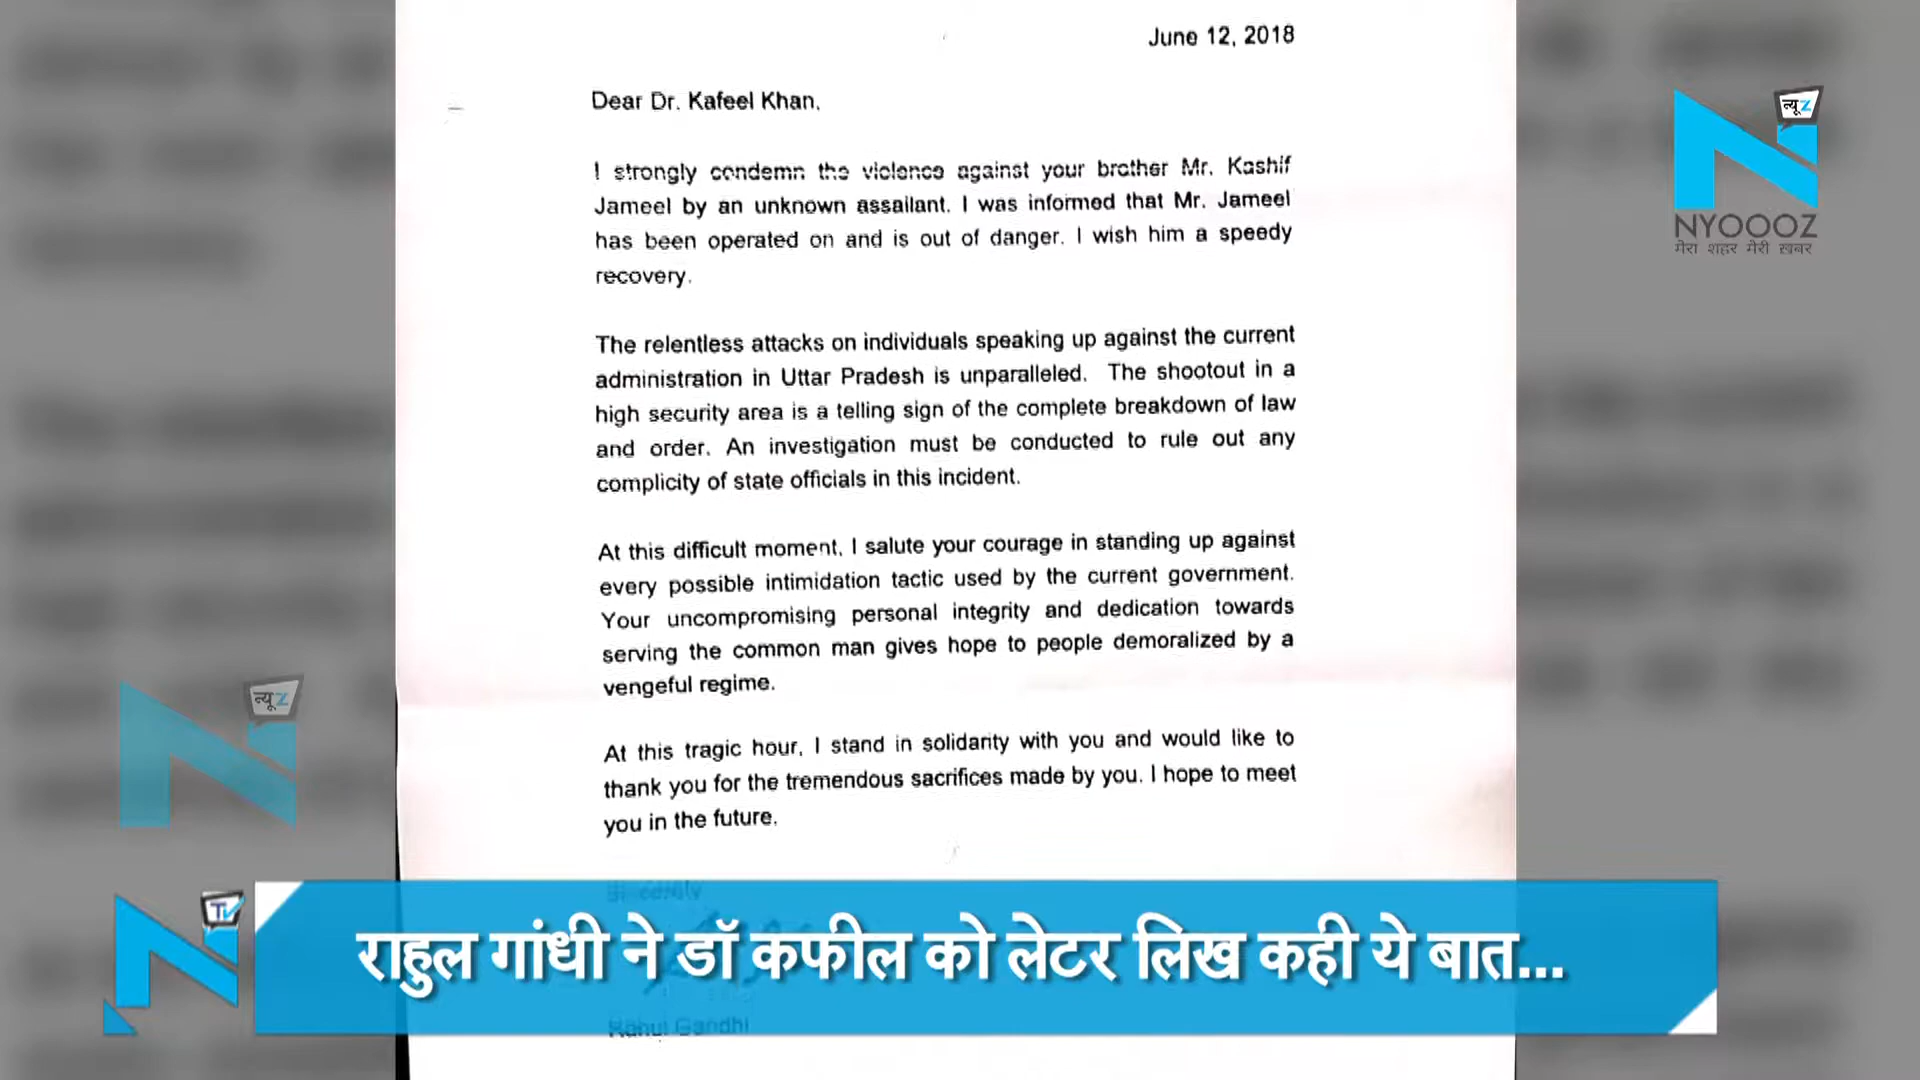 June 12, 2018
Dear Dr. Kafeel Khan,
I strongly condemn the violence against your brother Mr. Kashif
Jameel by an unknown assailant. I was informed that Mr. Jameel
has been operated on and is out of danger. I wish him a speedy
recovery.
The relentless attacks on individuals speaking up against the current
administration in Uttar Pradesh is unparalleled. The shootout in a
high security area is a telling sign of the complete breakdown of law
and order. An investigation must be conducted to rule out any
complicity of state officials in this incident.
At this difficult moment, I salute your courage in standing up against
every possible intimidation tactic used by the current government.
Your uncompromising personal integrity and dedication towards
serving the common man gives hope to people demoralized by a
vengeful regime.
At this tragic hour, I stand in solidarity with you and would like to
thank you for the tremendous sacrifices made by you. I hope to meet
you in the future.
Sincerely
Rahul Gandhi
न्यूZ
NYOOOZ
मेरा शहर मेरी ख़बर
न्यूZ
TV
राहुल गांधी ने डॉ कफील को लेटर लिख कही ये बात...